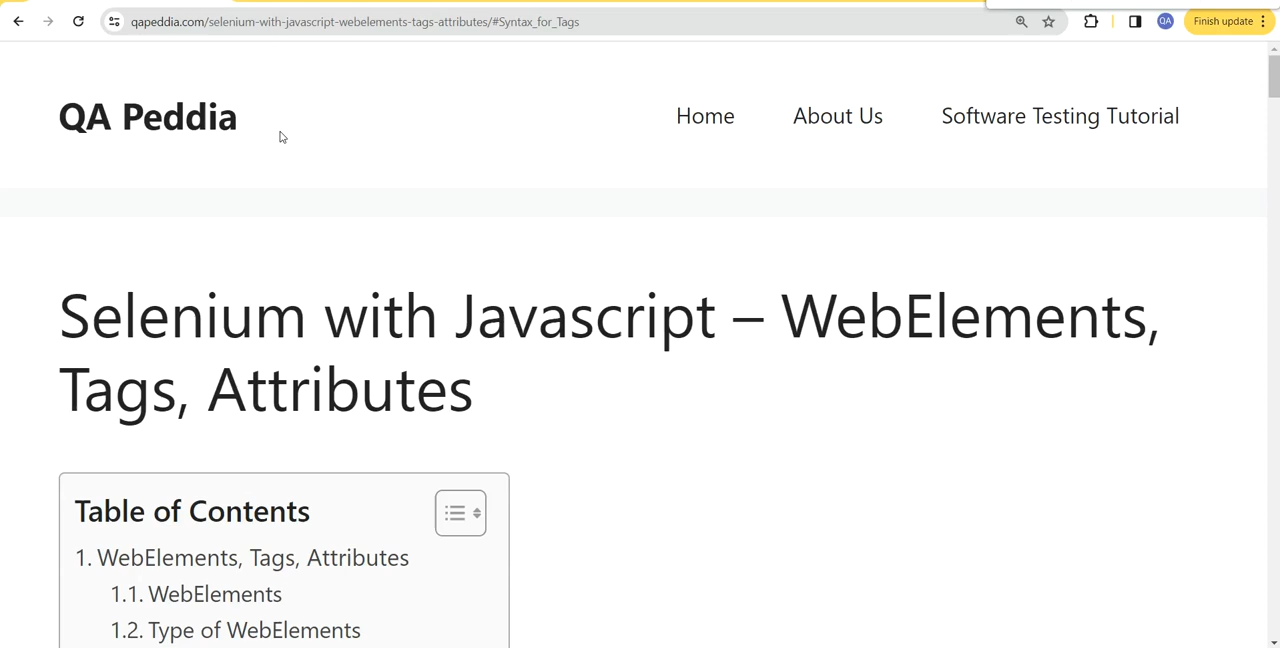 qapeddia.com/selenium-with-javascript-webelements-tags-attributes/#Syntax_for_Tags
QA
Finish update
QA Peddia
Home
About Us
Software Testing Tutorial
Selenium with Javascript – WebElements,
Tags, Attributes
Table of Contents
1. WebElements, Tags, Attributes
1.1. WebElements
1.2. Type of WebElements